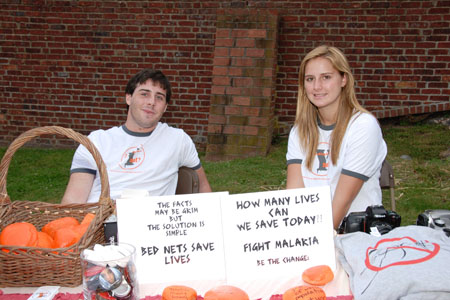 THE FACTS
MAY BE GRIM
BUT THE SOLUTION IS
SIMPLE
BED NETS SAVE
LIVES
HOW MANY LIVES
CAN
WE SAVE TODAY???
FIGHT MALARIA
BE THE CHANGE!